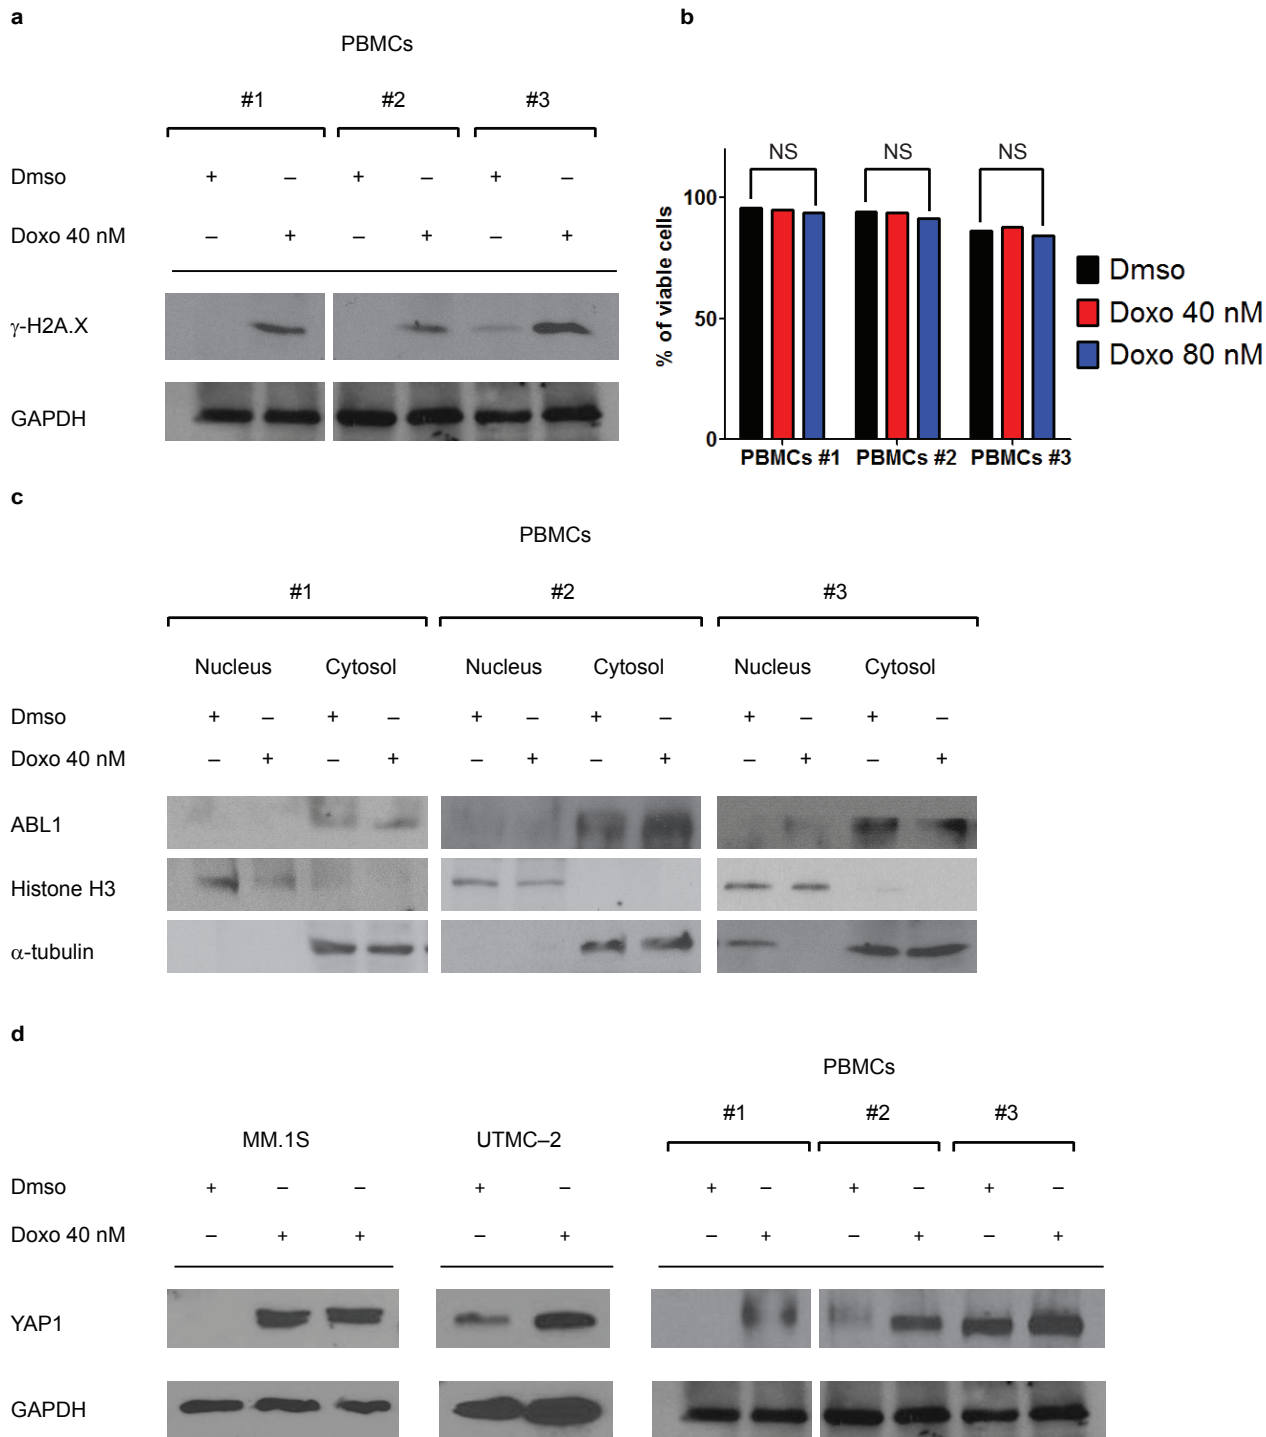 a
PBMCs
#1 #2 #3
Dmso + – + – + –
Doxo 40 nM – + – + – +
γ-H2A.X
GAPDH
b
NS NS NS
100
50
0
% of viable cells
PBMCs #1 PBMCs #2 PBMCs #3
Dmso
Doxo 40 nM
Doxo 80 nM
c
PBMCs
#1 #2 #3
Nucleus Cytosol Nucleus Cytosol Nucleus Cytosol
Dmso + – + – + – + – + – + –
Doxo 40 nM – + – + – + – + – + – +
ABL1
Histone H3
α-tubulin
d
PBMCs
#1 #2 #3
MM.1S UTMC–2
Dmso + – – + – + – + – + –
Doxo 40 nM – + + – + – + – + – +
YAP1
GAPDH